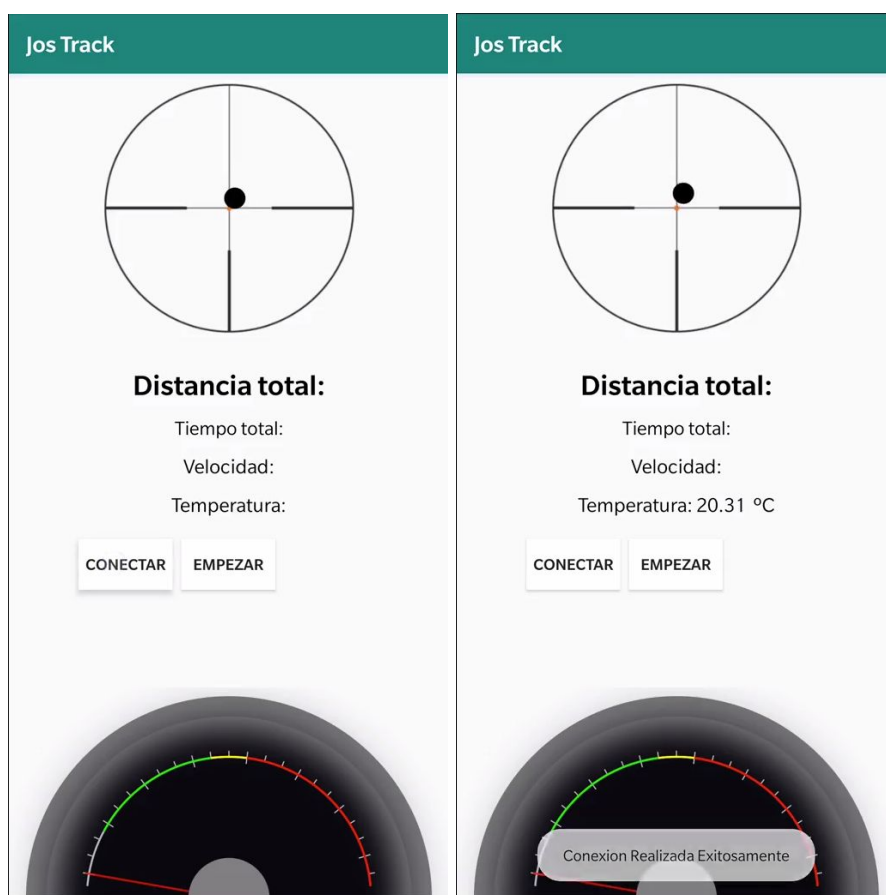 Jos Track
Distancia total:
Tiempo total:
Velocidad:
Temperatura:
CONECTAR
EMPEZAR
Jos Track
Distancia total:
Tiempo total:
Velocidad:
Temperatura: 20.31 ºC
CONECTAR
EMPEZAR
Conexion Realizada Exitosamente